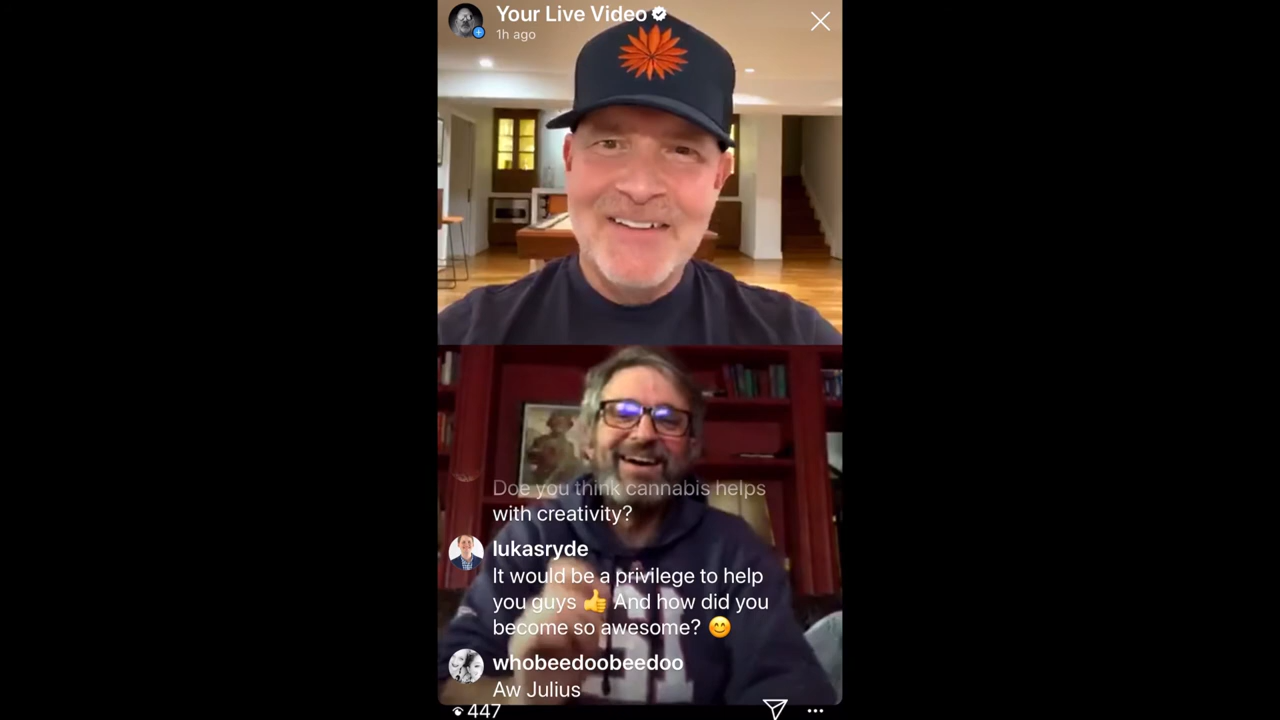 Your Live Video
1h ago
Doe you think cannabis helps
with creativity?
lukasryde
It would be a privilege to help
you guys 👍 And how did you
become so awesome? 😊
whobeedoobeedoo
Aw Julius
447